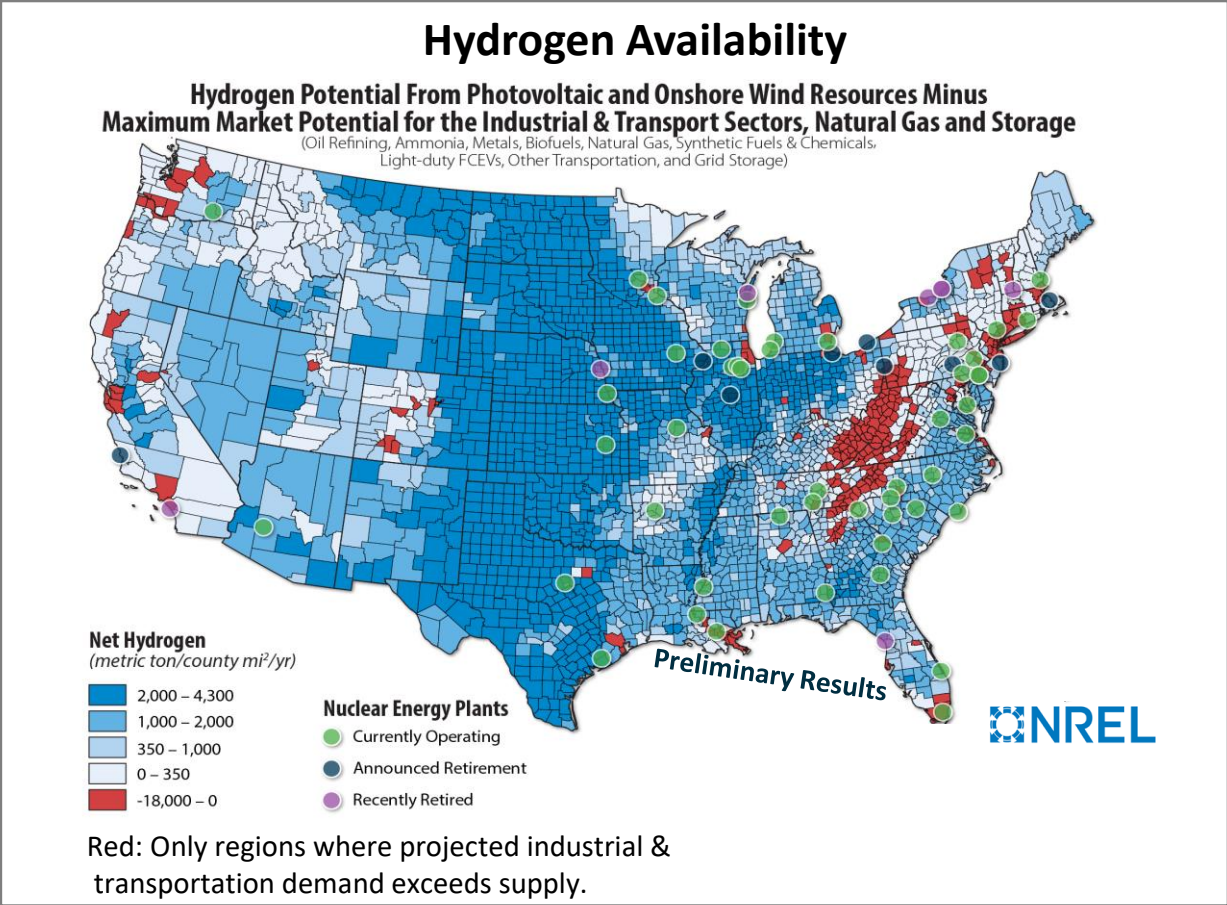 Hydrogen Availability
Hydrogen Potential From Photovoltaic and Onshore Wind Resources Minus
Maximum Market Potential for the Industrial & Transport Sectors, Natural Gas and Storage
(Oil Refining, Ammonia, Metals, Biofuels, Natural Gas, Synthetic Fuels & Chemicals,
Light-duty FCEVs, Other Transportation, and Grid Storage)
Net Hydrogen
(metric ton/county mi²/yr)
2,000 – 4,300
1,000 – 2,000
350 – 1,000
0 – 350
-18,000 – 0
Nuclear Energy Plants
Currently Operating
Announced Retirement
Recently Retired
Preliminary Results
NREL
Red: Only regions where projected industrial &
transportation demand exceeds supply.